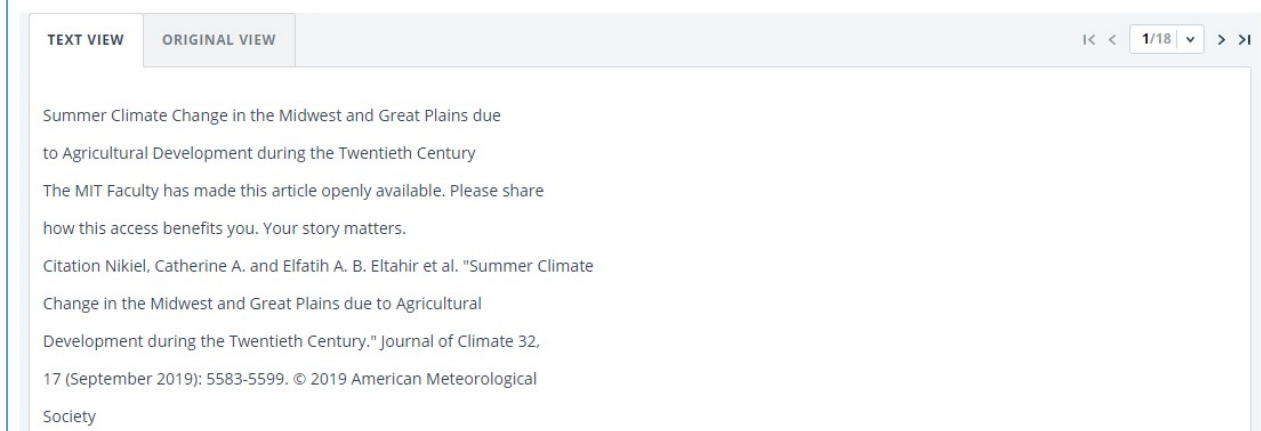 TEXT VIEW ORIGINAL VIEW 1/18
Summer Climate Change in the Midwest and Great Plains due
to Agricultural Development during the Twentieth Century
The MIT Faculty has made this article openly available. Please share
how this access benefits you. Your story matters.
Citation Nikiel, Catherine A. and Elfatih A. B. Eltahir et al. "Summer Climate
Change in the Midwest and Great Plains due to Agricultural
Development during the Twentieth Century." Journal of Climate 32,
17 (September 2019): 5583-5599. © 2019 American Meteorological
Society